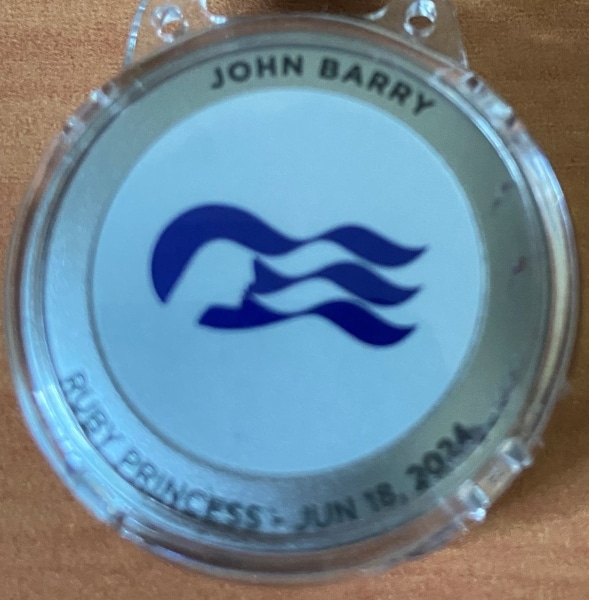 JOHN BARRY
RUBY PRINCESS - JUN 18, 2024